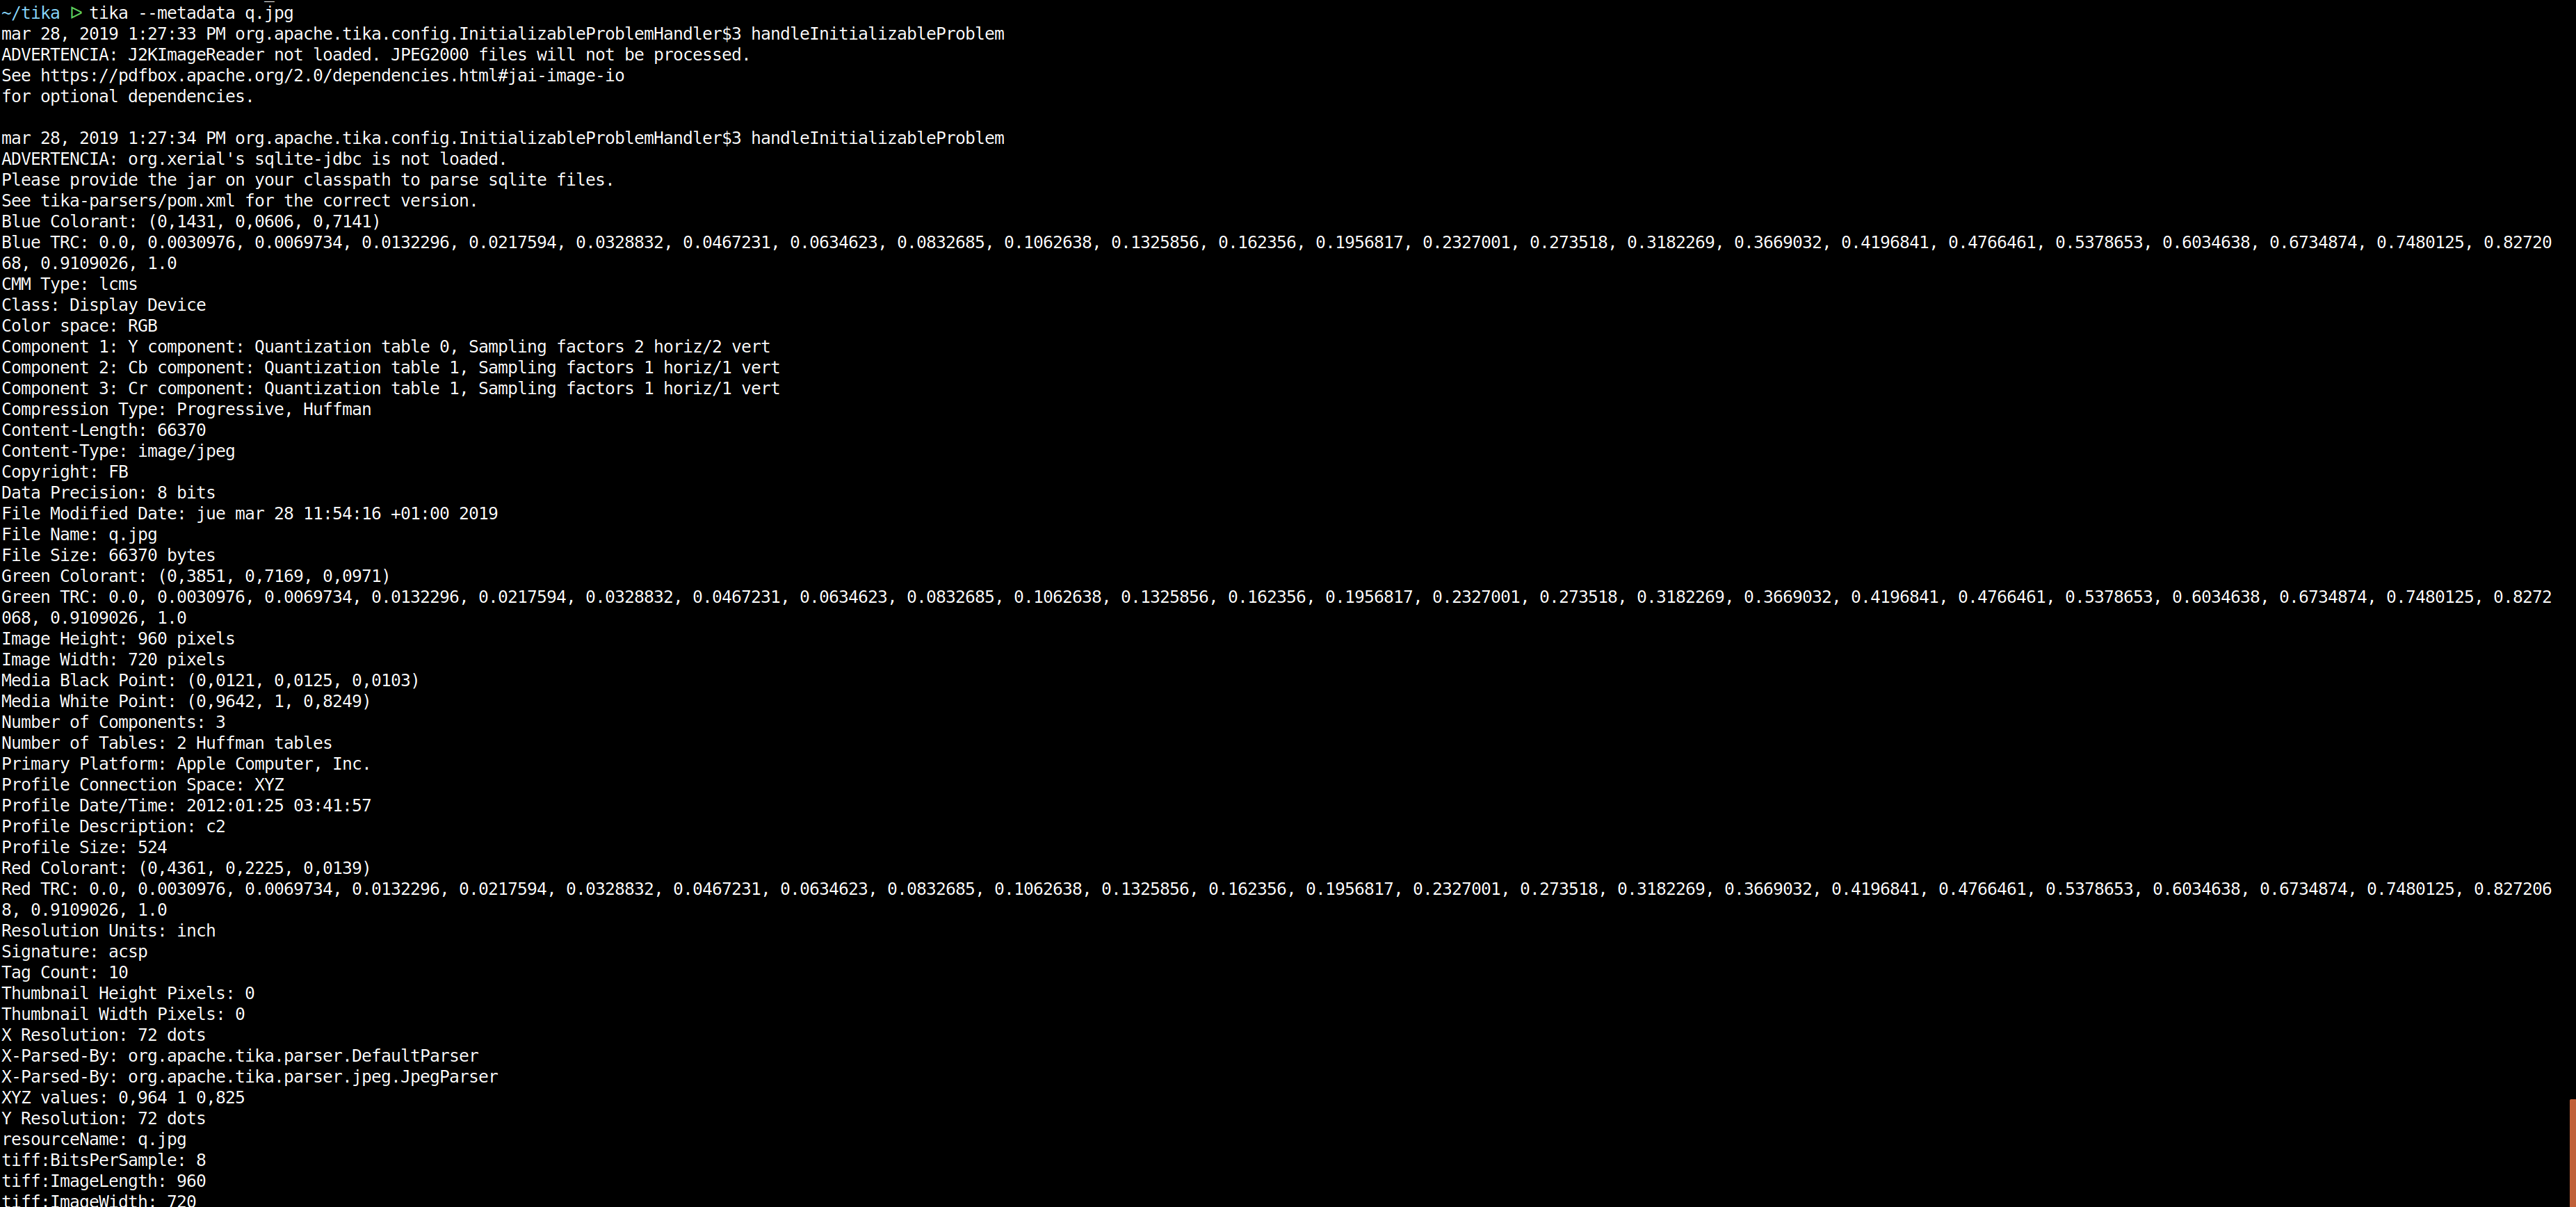 ~/tika ▷ tika --metadata q.jpg
mar 28, 2019 1:27:33 PM org.apache.tika.config.InitializableProblemHandler$3 handleInitializableProblem
ADVERTENCIA: J2KImageReader not loaded. JPEG2000 files will not be processed.
See https://pdfbox.apache.org/2.0/dependencies.html#jai-image-io
for optional dependencies.

mar 28, 2019 1:27:34 PM org.apache.tika.config.InitializableProblemHandler$3 handleInitializableProblem
ADVERTENCIA: org.xerial's sqlite-jdbc is not loaded.
Please provide the jar on your classpath to parse sqlite files.
See tika-parsers/pom.xml for the correct version.
Blue Colorant: (0,1431, 0,0606, 0,7141)
Blue TRC: 0.0, 0.0030976, 0.0069734, 0.0132296, 0.0217594, 0.0328832, 0.0467231, 0.0634623, 0.0832685, 0.1062638, 0.1325856, 0.162356, 0.1956817, 0.2327001, 0.273518, 0.3182269, 0.3669032, 0.4196841, 0.4766461, 0.5378653, 0.6034638, 0.6734874, 0.7480125, 0.82720
68, 0.9109026, 1.0
CMM Type: lcms
Class: Display Device
Color space: RGB
Component 1: Y component: Quantization table 0, Sampling factors 2 horiz/2 vert
Component 2: Cb component: Quantization table 1, Sampling factors 1 horiz/1 vert
Component 3: Cr component: Quantization table 1, Sampling factors 1 horiz/1 vert
Compression Type: Progressive, Huffman
Content-Length: 66370
Content-Type: image/jpeg
Copyright: FB
Data Precision: 8 bits
File Modified Date: jue mar 28 11:54:16 +01:00 2019
File Name: q.jpg
File Size: 66370 bytes
Green Colorant: (0,3851, 0,7169, 0,0971)
Green TRC: 0.0, 0.0030976, 0.0069734, 0.0132296, 0.0217594, 0.0328832, 0.0467231, 0.0634623, 0.0832685, 0.1062638, 0.1325856, 0.162356, 0.1956817, 0.2327001, 0.273518, 0.3182269, 0.3669032, 0.4196841, 0.4766461, 0.5378653, 0.6034638, 0.6734874, 0.7480125, 0.8272
068, 0.9109026, 1.0
Image Height: 960 pixels
Image Width: 720 pixels
Media Black Point: (0,0121, 0,0125, 0,0103)
Media White Point: (0,9642, 1, 0,8249)
Number of Components: 3
Number of Tables: 2 Huffman tables
Primary Platform: Apple Computer, Inc.
Profile Connection Space: XYZ
Profile Date/Time: 2012:01:25 03:41:57
Profile Description: c2
Profile Size: 524
Red Colorant: (0,4361, 0,2225, 0,0139)
Red TRC: 0.0, 0.0030976, 0.0069734, 0.0132296, 0.0217594, 0.0328832, 0.0467231, 0.0634623, 0.0832685, 0.1062638, 0.1325856, 0.162356, 0.1956817, 0.2327001, 0.273518, 0.3182269, 0.3669032, 0.4196841, 0.4766461, 0.5378653, 0.6034638, 0.6734874, 0.7480125, 0.827206
8, 0.9109026, 1.0
Resolution Units: inch
Signature: acsp
Tag Count: 10
Thumbnail Height Pixels: 0
Thumbnail Width Pixels: 0
X Resolution: 72 dots
X-Parsed-By: org.apache.tika.parser.DefaultParser
X-Parsed-By: org.apache.tika.parser.jpeg.JpegParser
XYZ values: 0,964 1 0,825
Y Resolution: 72 dots
resourceName: q.jpg
tiff:BitsPerSample: 8
tiff:ImageLength: 960
tiff:ImageWidth: 720